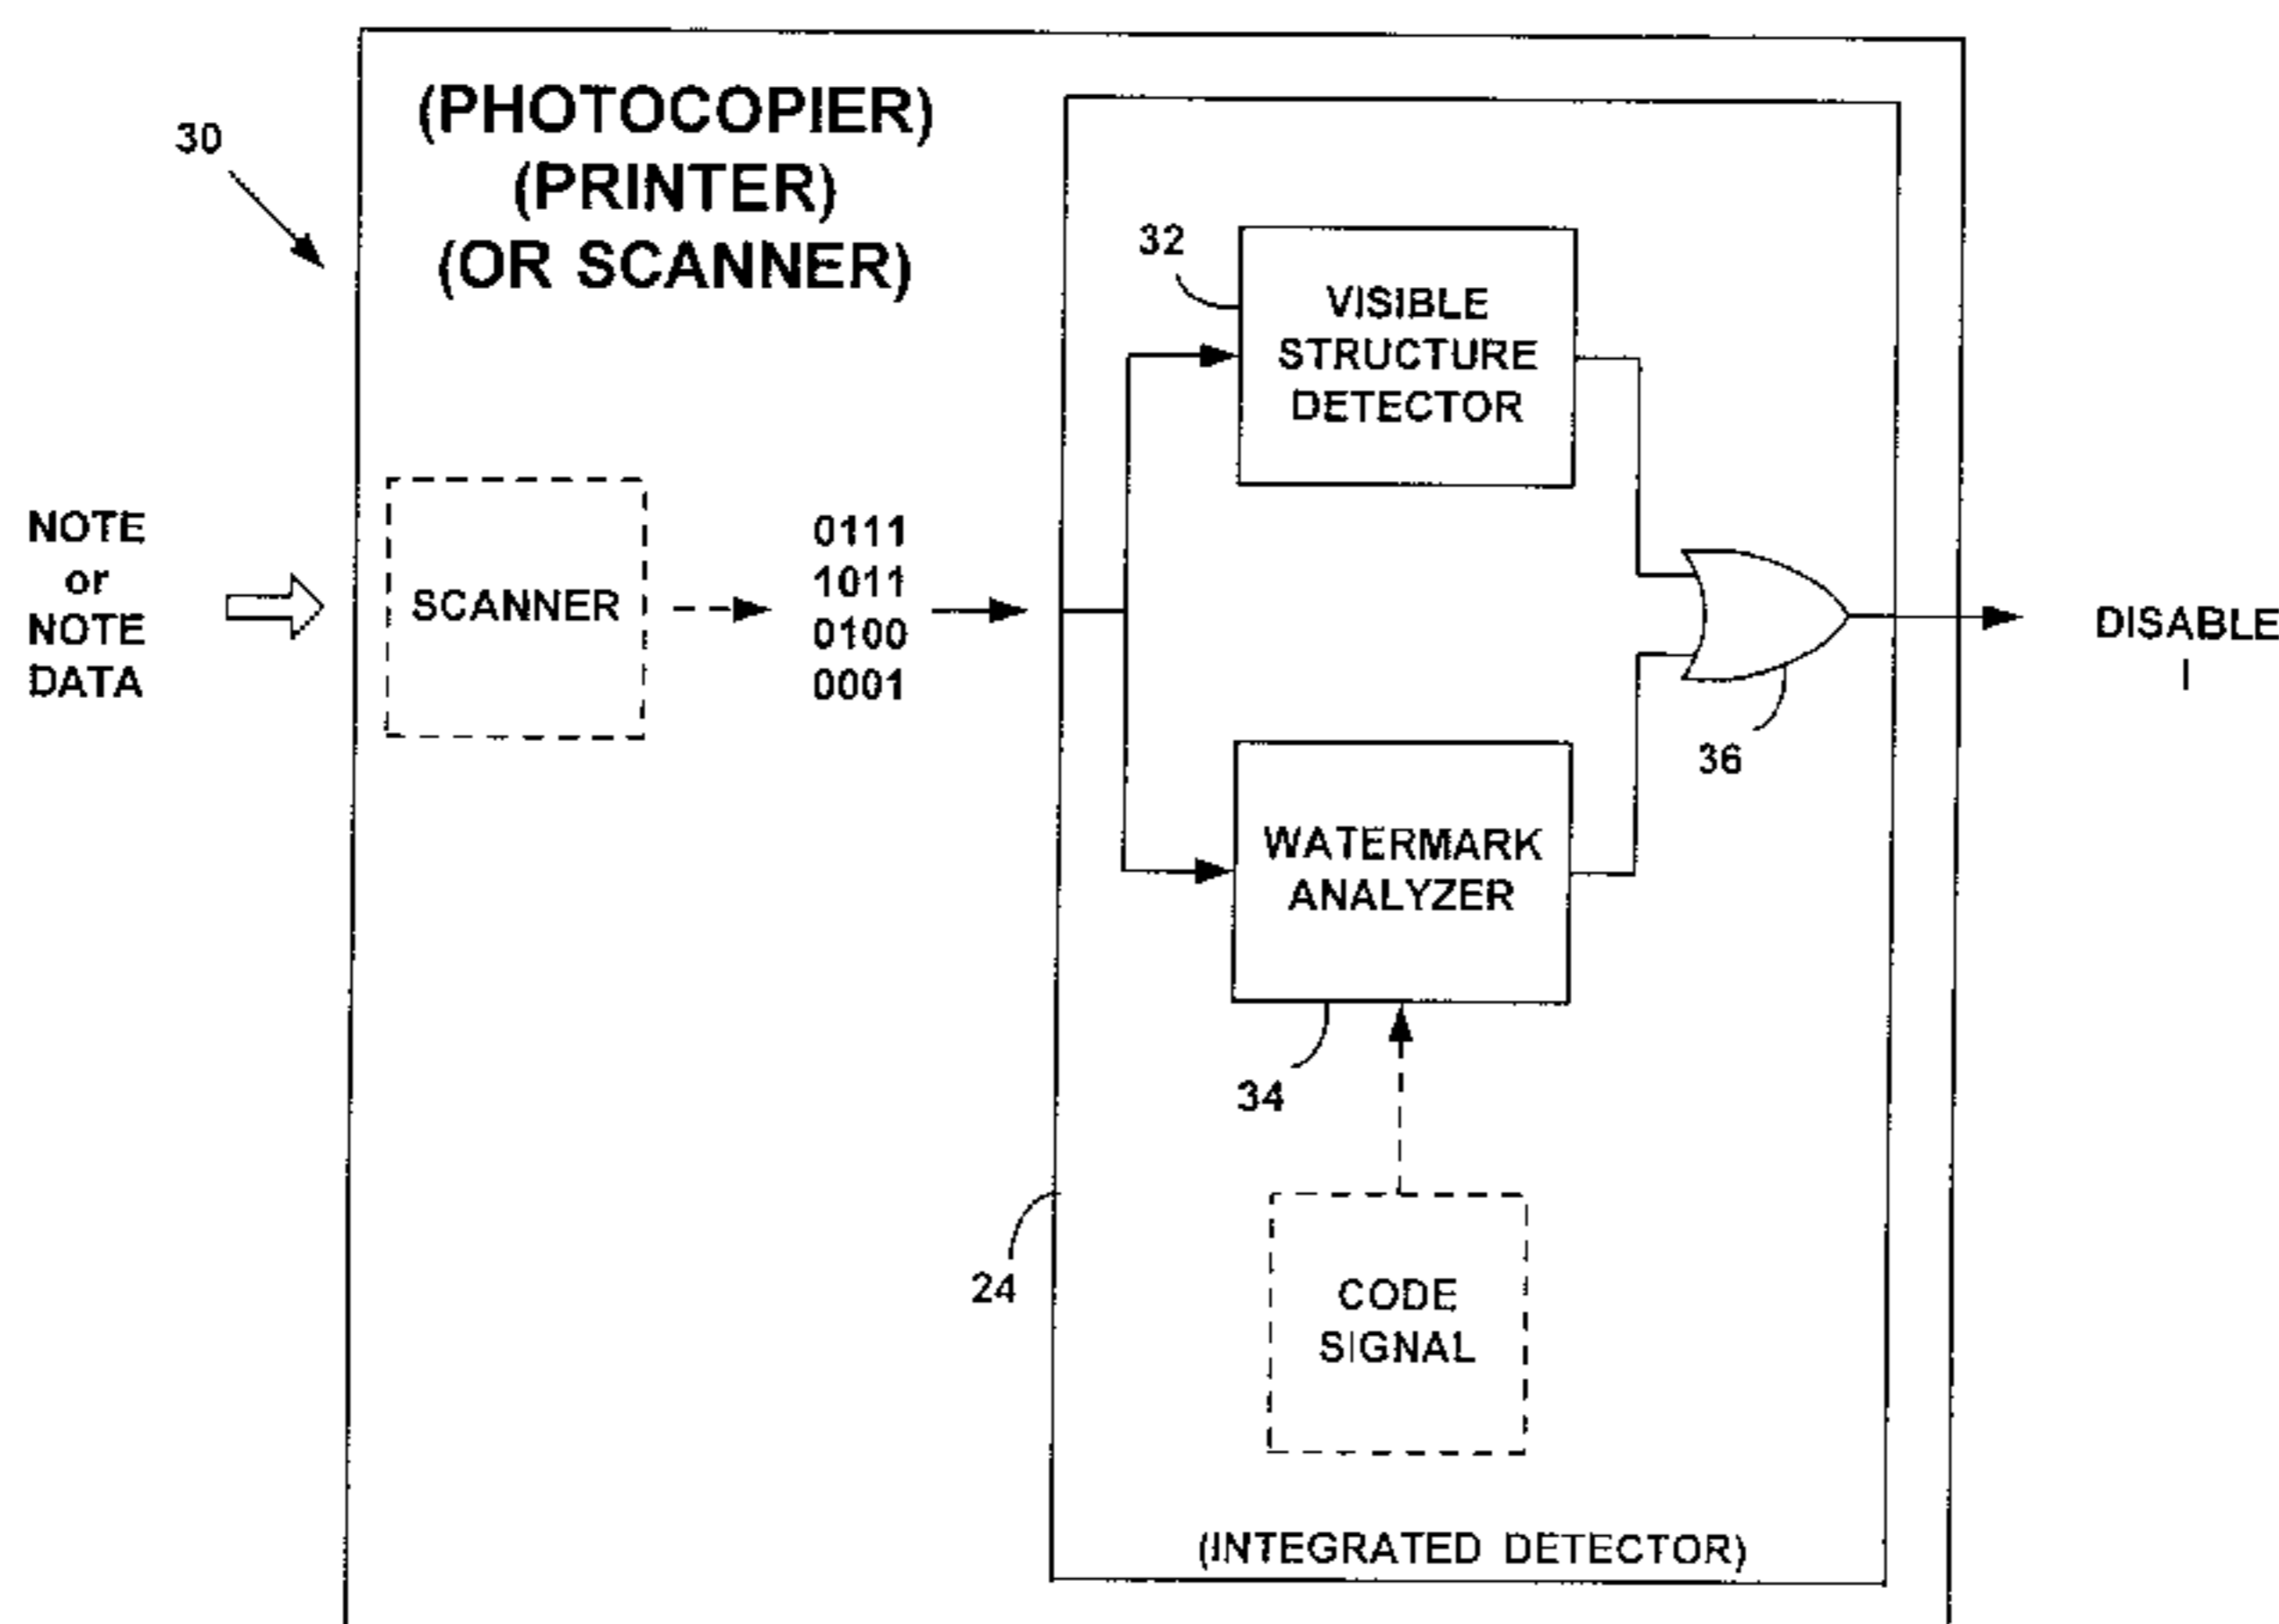 (PHOTOCOPIER)
(PRINTER)
(OR SCANNER)
30
32
VISIBLE
STRUCTURE
DETECTOR
NOTE
or
NOTE
DATA
SCANNER
0111
1011
0100
0001
DISABLE
36
WATERMARK
ANALYZER
34
24
CODE
SIGNAL
(INTEGRATED DETECTOR)